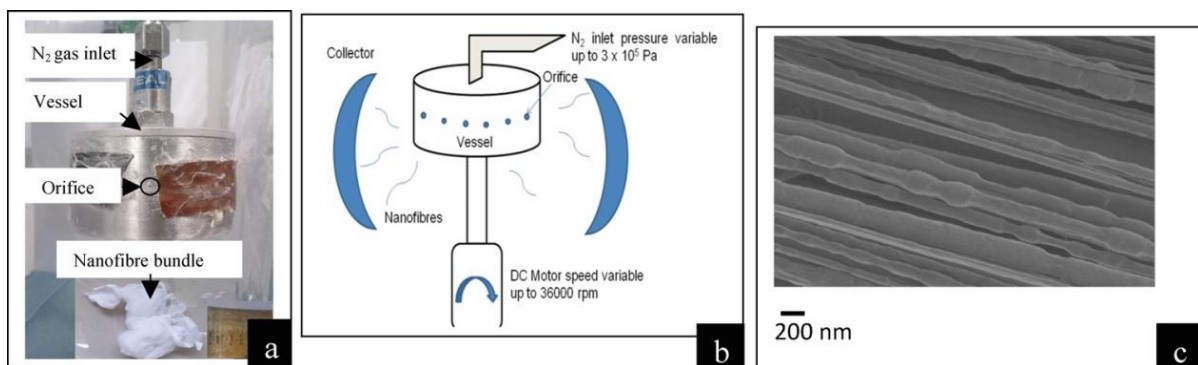 N₂ gas inlet
Vessel
Orifice
Nanofibre bundle
a
Collector
N₂ inlet pressure variable
up to 3 x 10⁵ Pa
Orifice
Vessel
Nanofibres
DC Motor speed variable
up to 36000 rpm
b
200 nm
c